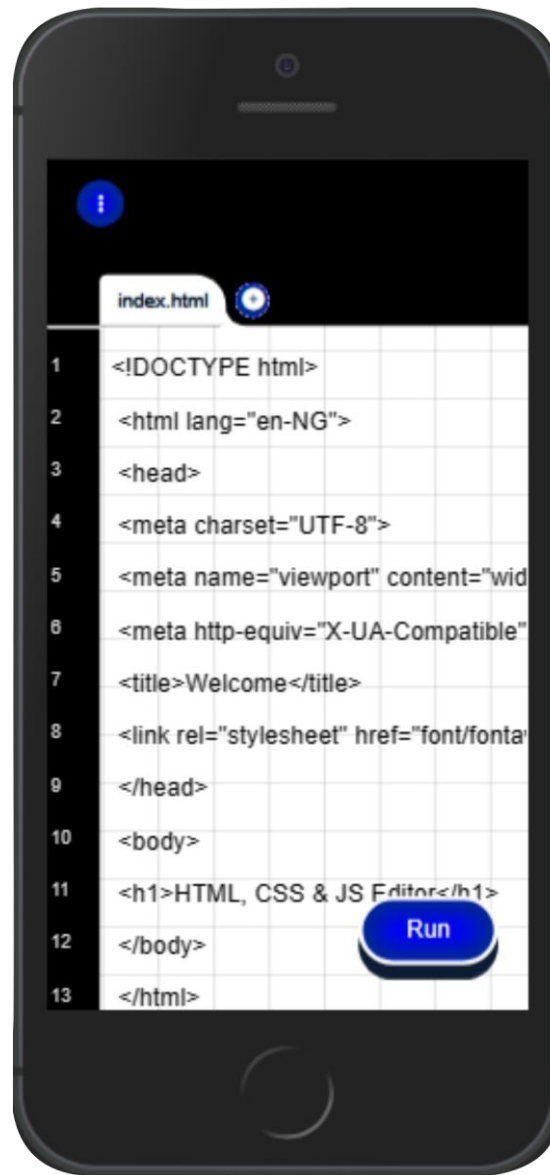 index.html
1 <!DOCTYPE html>
2 <html lang="en-NG">
3 <head>
4 <meta charset="UTF-8">
5 <meta name="viewport" content="wid
6 <meta http-equiv="X-UA-Compatible"
7 <title>Welcome</title>
8 <link rel="stylesheet" href="font/fonta
9 </head>
10 <body>
11 <h1>HTML, CSS & JS Editor</h1>
Run
12 </body>
13 </html>